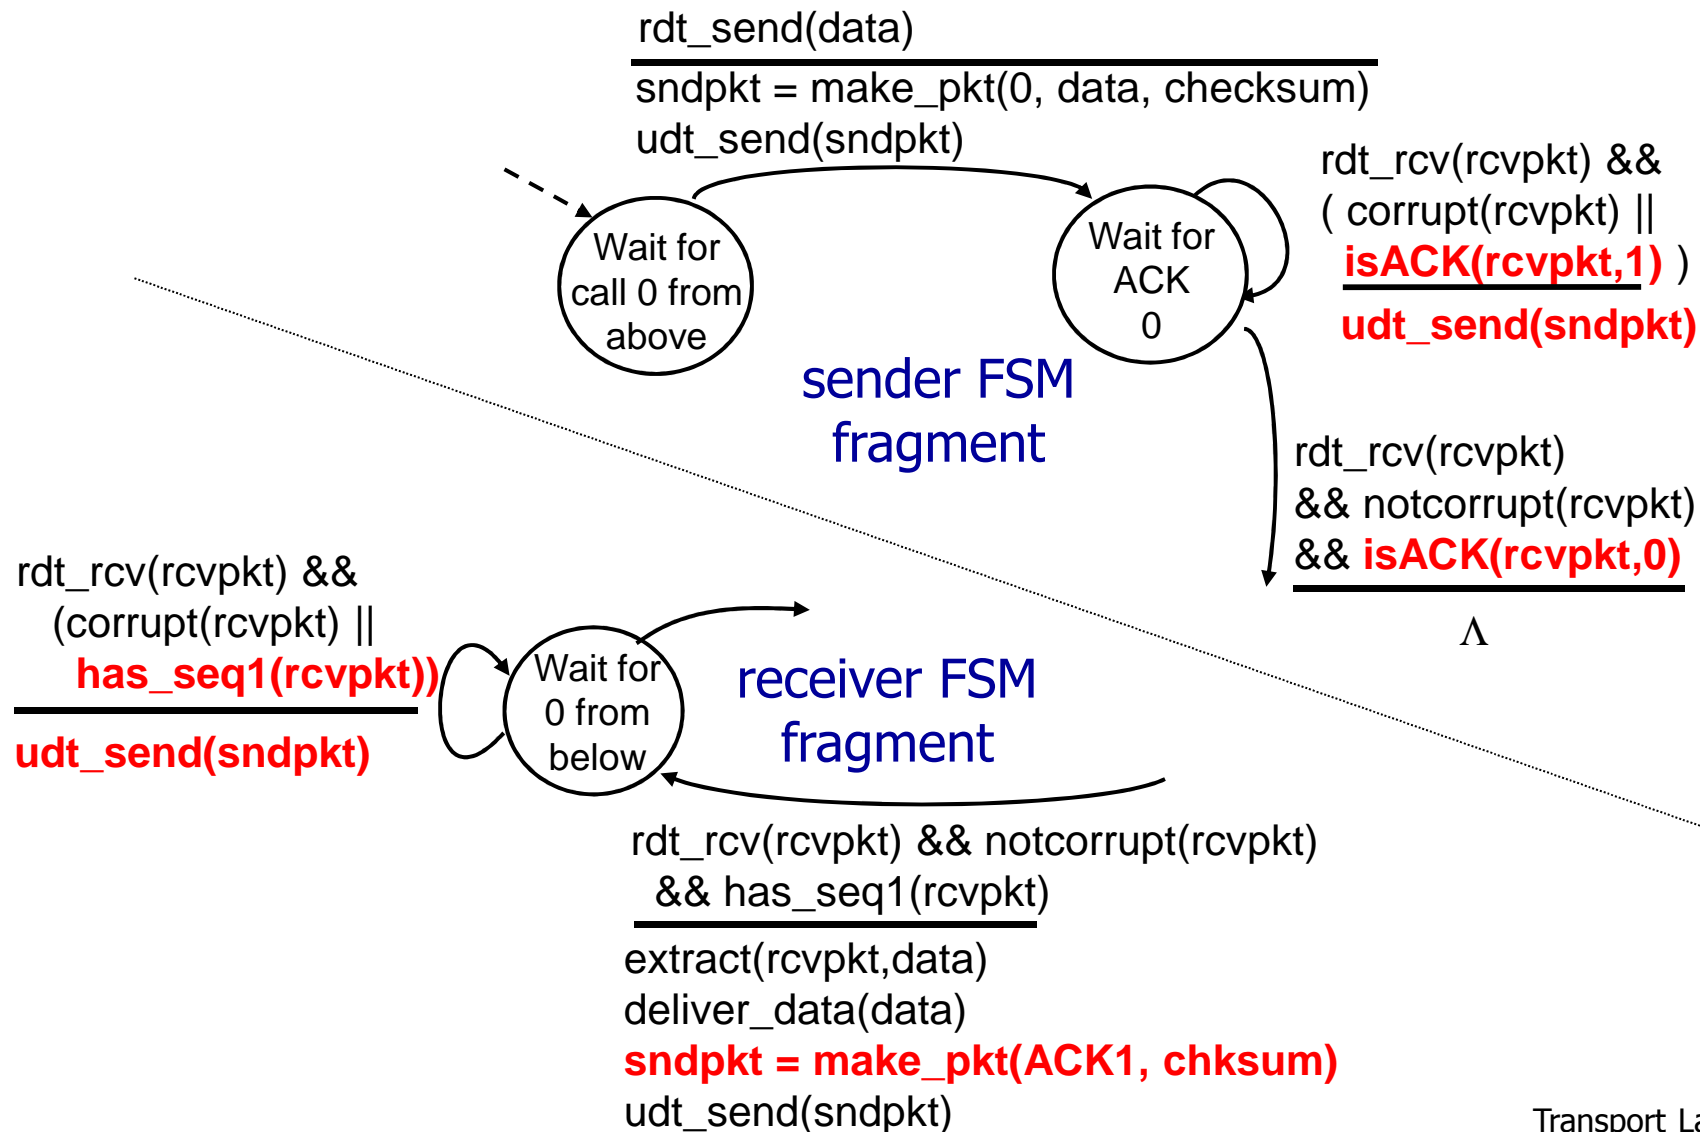 rdt_send(data)
sndpkt = make_pkt(0, data, checksum)
udt_send(sndpkt)
Wait for
call 0 from
above
Wait for
ACK
0
rdt_rcv(rcvpkt) &&
( corrupt(rcvpkt) ||
isACK(rcvpkt,1) )
udt_send(sndpkt)
sender FSM
fragment
rdt_rcv(rcvpkt)
&& notcorrupt(rcvpkt)
&& isACK(rcvpkt,0)
Λ
rdt_rcv(rcvpkt) &&
(corrupt(rcvpkt) ||
has_seq1(rcvpkt))
udt_send(sndpkt)
Wait for
0 from
below
receiver FSM
fragment
rdt_rcv(rcvpkt) && notcorrupt(rcvpkt)
&& has_seq1(rcvpkt)
extract(rcvpkt,data)
deliver_data(data)
sndpkt = make_pkt(ACK1, chksum)
udt_send(sndpkt)
Transport La